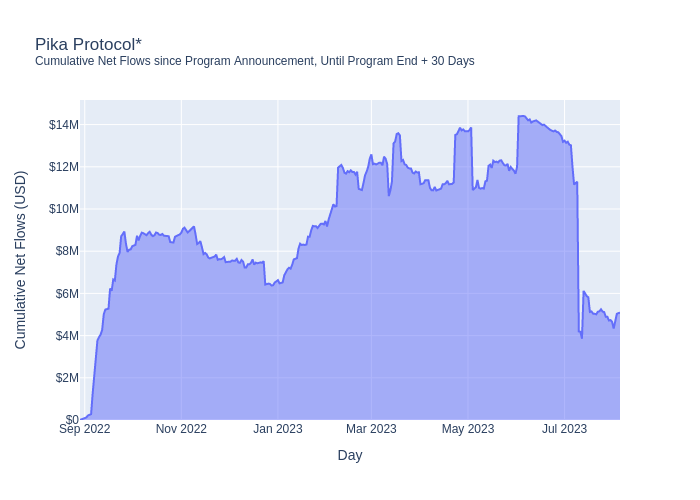 Pika Protocol*
Cumulative Net Flows since Program Announcement, Until Program End + 30 Days
$14M
$12M
$10M
$8M
$6M
$4M
$2M
$0
Cumulative Net Flows (USD)
Sep 2022
Nov 2022
Jan 2023
Mar 2023
May 2023
Jul 2023
Day